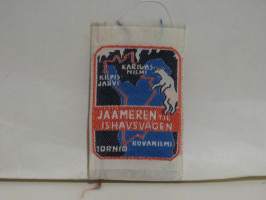 KARIGAS-
NIEMI
KILPIS-
JÄRVI
JÄÄMEREN TIE
ISHAVSVÄGEN
TORNIO
ROVANIEMI